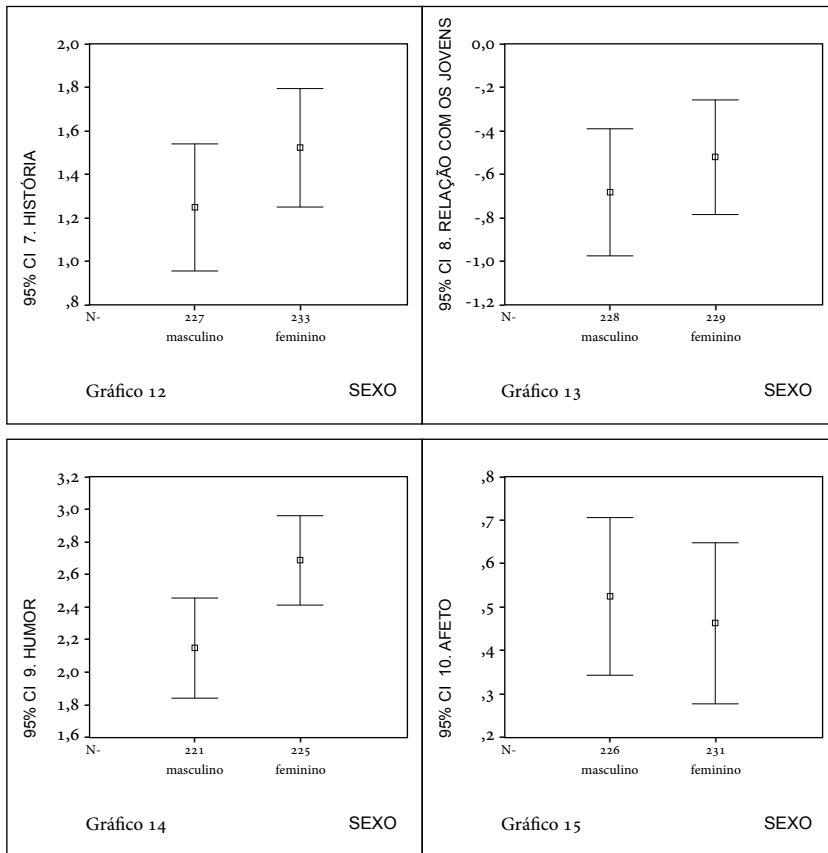 95% CI 7. HISTÓRIA
2,0
1,8
1,6
1,4
1,2
1,0
,8
N- 227 233
masculino feminino
Gráfico 12 SEXO
95% CI 8. RELAÇÃO COM OS JOVENS
0,0
-,2
-,4
-,6
-,8
-1,0
-1,2
N- 228 229
masculino feminino
Gráfico 13 SEXO
95% CI 9. HUMOR
3,2
3,0
2,8
2,6
2,4
2,2
2,0
1,8
1,6
N- 221 225
masculino feminino
Gráfico 14 SEXO
95% CI 10. AFETO
,8
,7
,6
,5
,4
,3
,2
N- 226 231
masculino feminino
Gráfico 15 SEXO